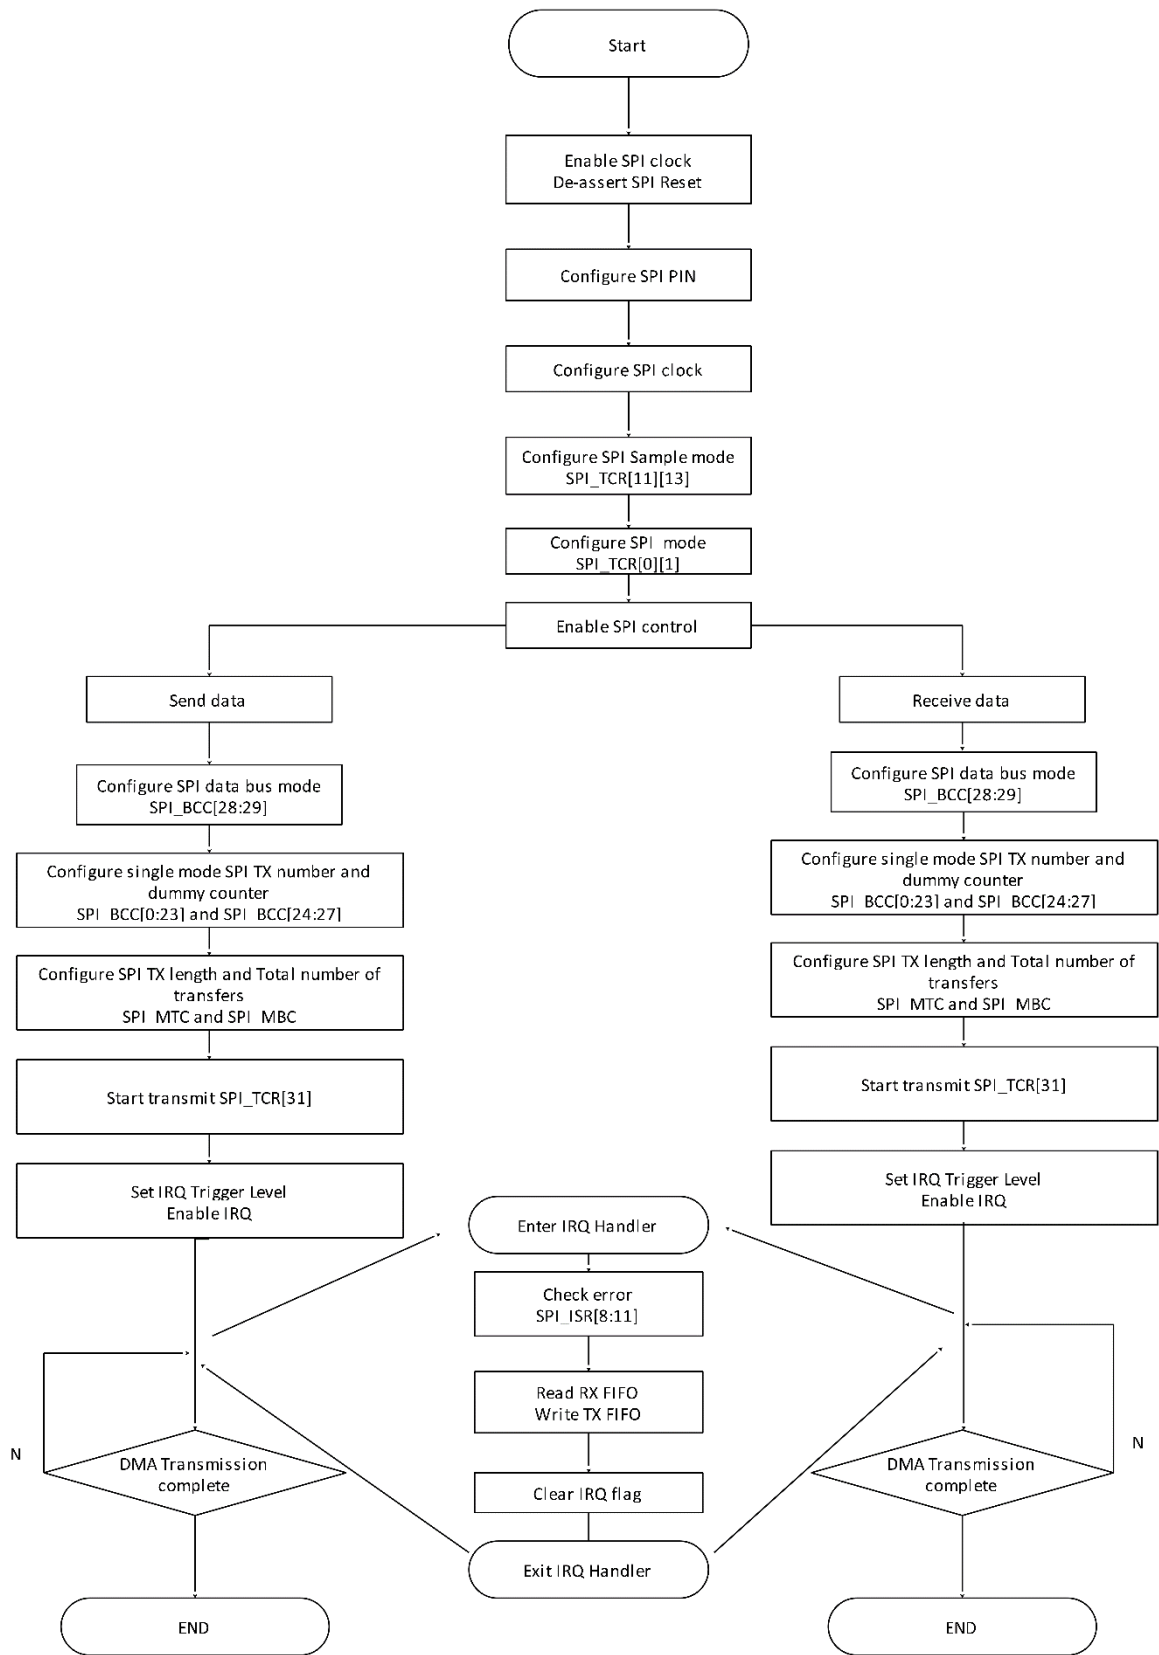 Start
Enable SPI clock
De-assert SPI Reset
Configure SPI PIN
Configure SPI clock
Configure SPI Sample mode
SPI_TCR[11][13]
Configure SPI mode
SPI_TCR[0][1]
Enable SPI control
Send data
Configure SPI data bus mode
SPI_BCC[28:29]
Configure single mode SPI TX number and
dummy counter
SPI_BCC[0:23] and SPI_BCC[24:27]
Configure SPI TX length and Total number of
transfers
SPI_MTC and SPI_MBC
Start transmit SPI_TCR[31]
Set IRQ Trigger Level
Enable IRQ
N
DMA Transmission
complete
END
Receive data
Configure SPI data bus mode
SPI_BCC[28:29]
Configure single mode SPI TX number and
dummy counter
SPI_BCC[0:23] and SPI_BCC[24:27]
Configure SPI TX length and Total number of
transfers
SPI_MTC and SPI_MBC
Start transmit SPI_TCR[31]
Set IRQ Trigger Level
Enable IRQ
DMA Transmission
complete
N
END
Enter IRQ Handler
Check error
SPI_ISR[8:11]
Read RX FIFO
Write TX FIFO
Clear IRQ flag
Exit IRQ Handler